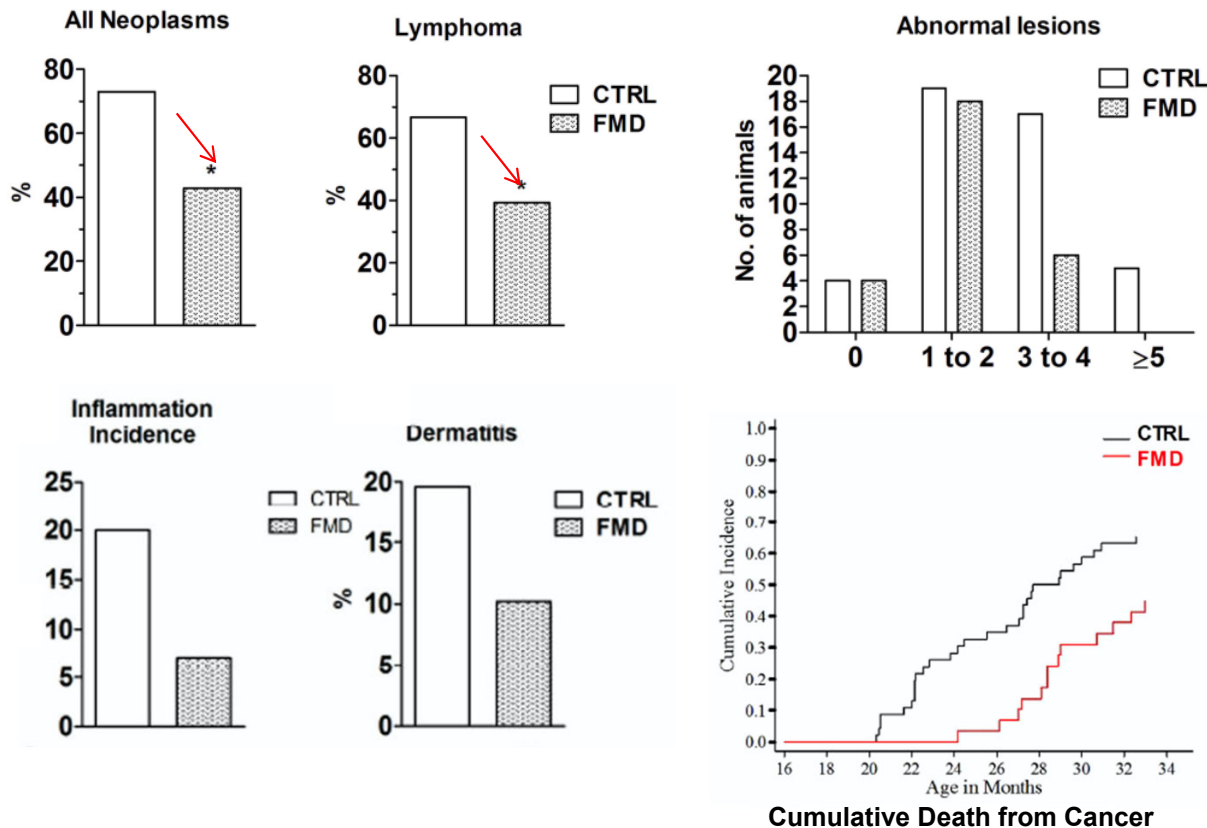 All Neoplasms
80
60
40
20
0
%
*
Lymphoma
80
60
40
20
0
%
*
CTRL
FMD
Abnormal lesions
20
18
16
14
12
10
8
6
4
2
0
No. of animals
CTRL
FMD
0 1 to 2 3 to 4 ≥5
Inflammation
Incidence
25
20
15
10
5
0
CTRL
FMD
Dermatitis
20
15
10
5
0
%
CTRL
FMD
1.0
0.9
0.8
0.7
0.6
0.5
0.4
0.3
0.2
0.1
0.0
Cumulative Incidence
CTRL
FMD
16 18 20 22 24 26 28 30 32 34
Age in Months
Cumulative Death from Cancer